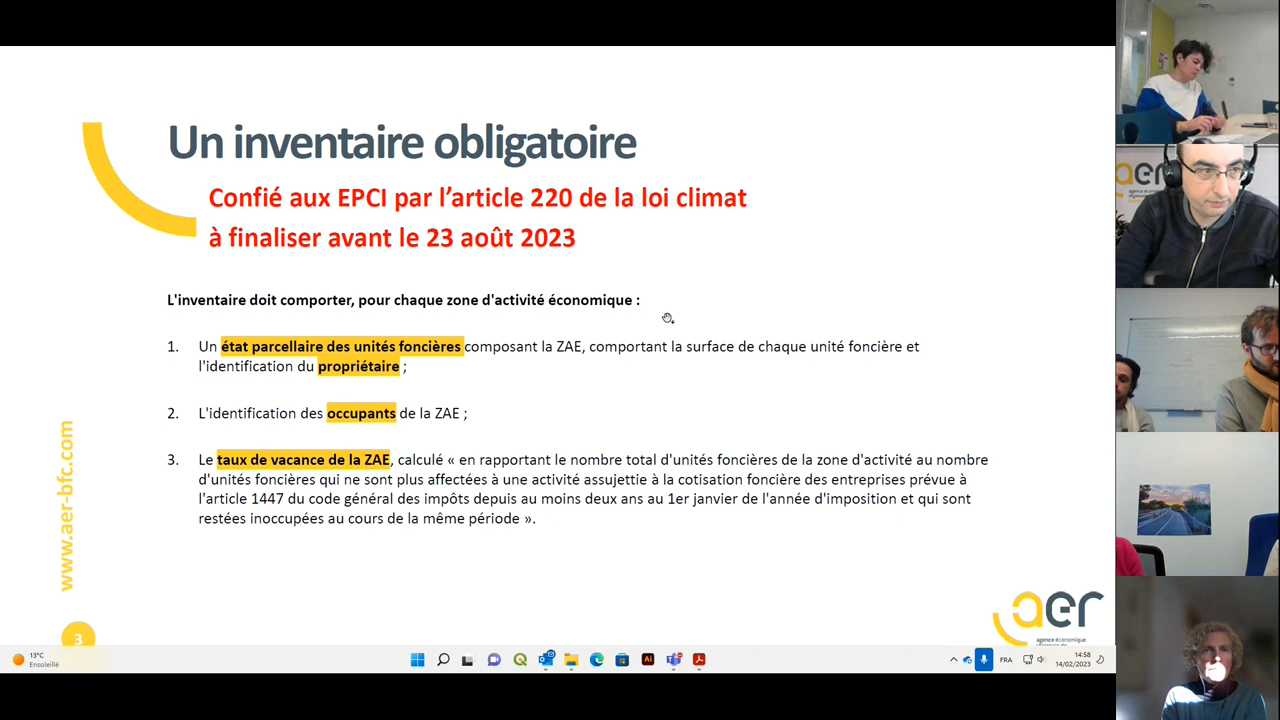 Un inventaire obligatoire
Confié aux EPCI par l'article 220 de la loi climat
à finaliser avant le 23 août 2023
L'inventaire doit comporter, pour chaque zone d'activité économique :
1. Un état parcellaire des unités foncières composant la ZAE, comportant la surface de chaque unité foncière et
l'identification du propriétaire ;
2. L'identification des occupants de la ZAE ;
3. Le taux de vacance de la ZAE, calculé « en rapportant le nombre total d'unités foncières de la zone d'activité au nombre
d'unités foncières qui ne sont plus affectées à une activité assujettie à la cotisation foncière des entreprises prévue à
l'article 1447 du code général des impôts depuis au moins deux ans au 1er janvier de l'année d'imposition et qui sont
restées inoccupées au cours de la même période ».
www.aer-bfc.com
3
aer
agence économique
13°C
Ensoleillé
Ai
FRA
14:58
14/02/2023
aer
agence économique